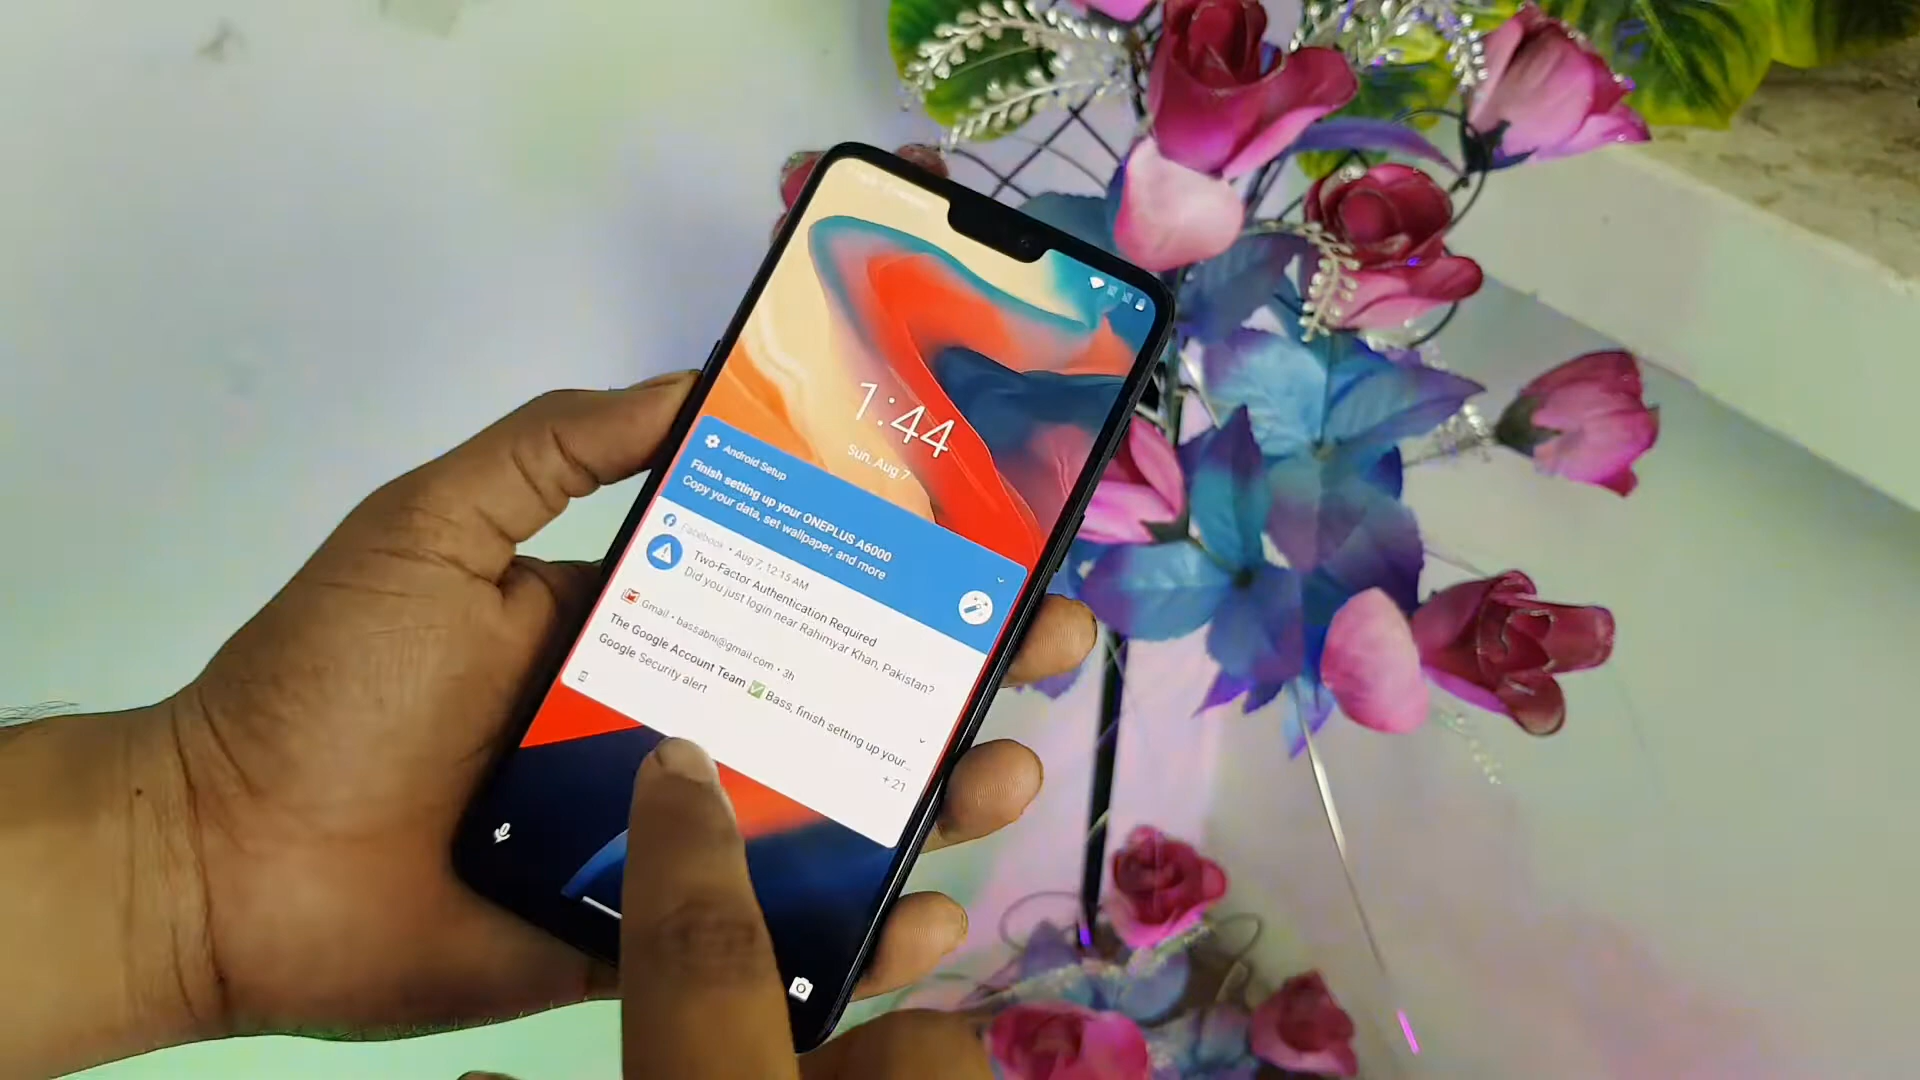 1:44
Sun, Aug 7
Android Setup
Finish setting up your ONEPLUS A6000
Copy your data, set wallpaper, and more
Facebook • Aug 7, 12:15 AM
Two-Factor Authentication Required
Did you just login near Rahimyar Khan, Pakistan?
Gmail • bassabni@gmail.com • 3h
The Google Account Team ✅ Bass, finish setting up your...
Google Security alert
+21